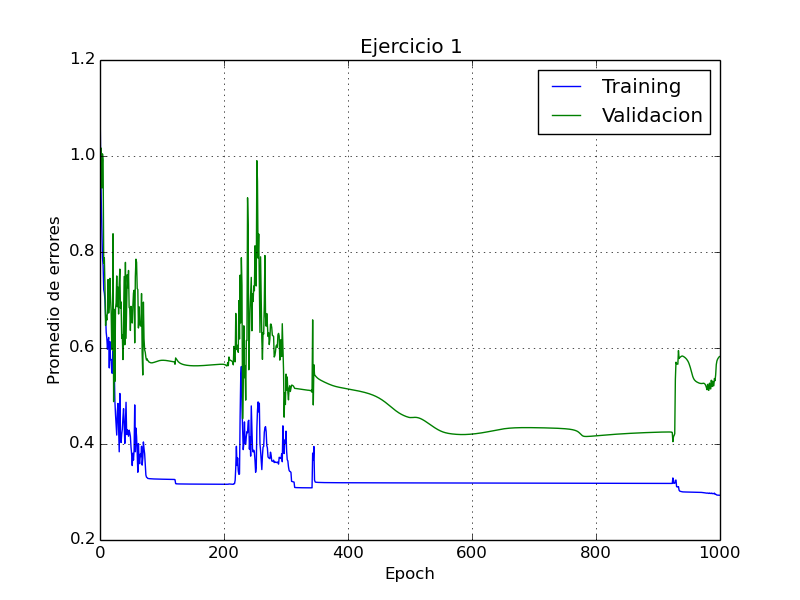 Ejercicio 1
Training
Validacion
Promedio de errores
1.2
1.0
0.8
0.6
0.4
0.2
0 200 400 600 800 1000
Epoch